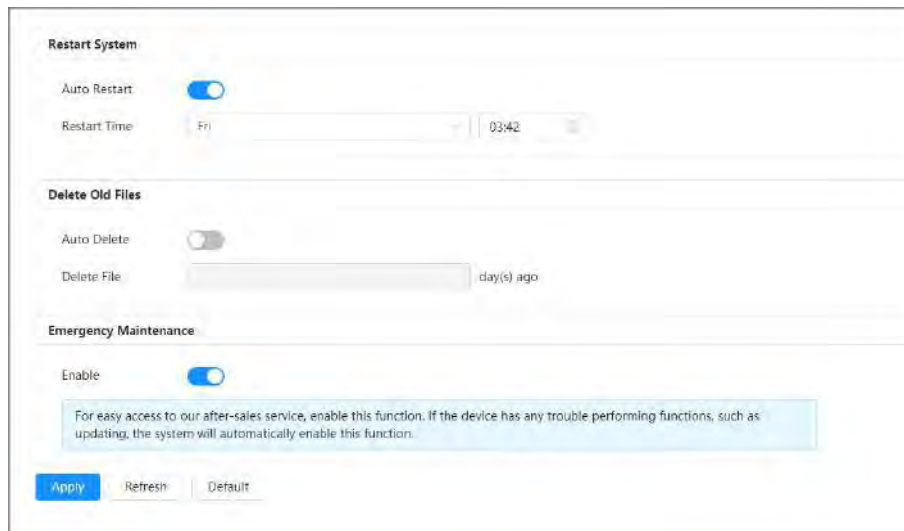 Restart System
Auto Restart
Restart Time Fri 03:42
Delete Old Files
Auto Delete
Delete File day(s) ago
Emergency Maintenance
Enable
For easy access to our after-sales service, enable this function. If the device has any trouble performing functions, such as
updating, the system will automatically enable this function.
Apply Refresh Default